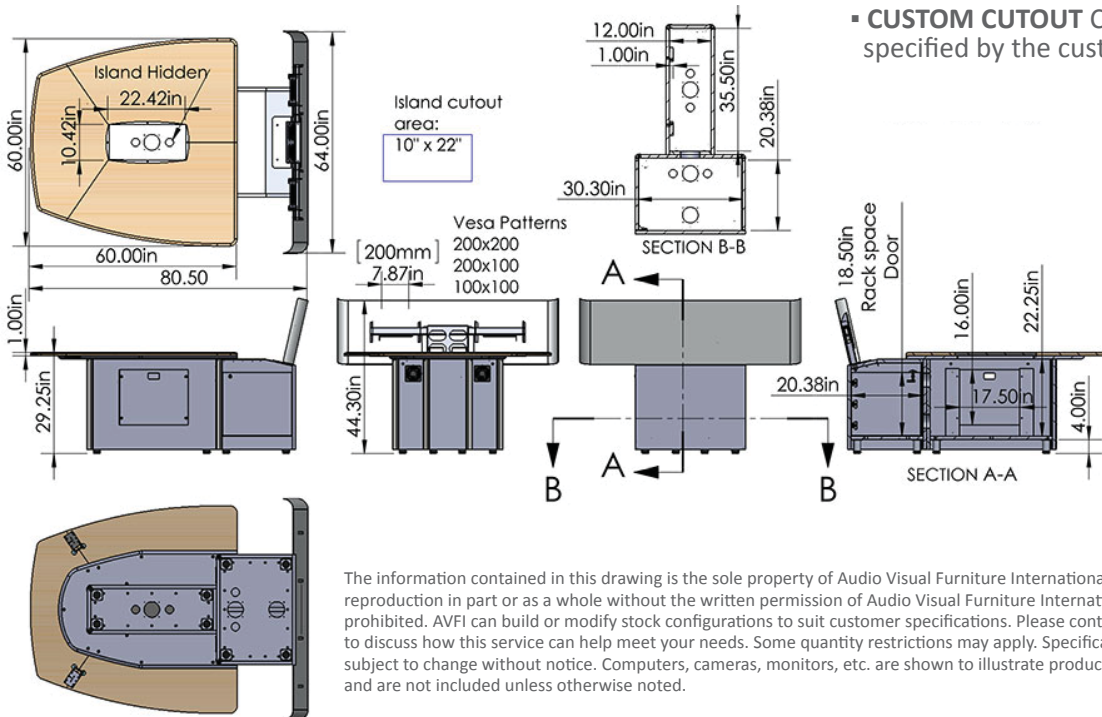 ▪ CUSTOM CUTOUT
specified by the cust
Island Hidden
22.42in
10.42in
60.00in
60.00in
80.50
64.00in
Island cutout
area:
10" x 22"
12.00in
1.00in
35.50in
20.38in
30.30in
SECTION B-B
Vesa Patterns
200x200
200x100
100x100
[200mm]
7.87in
1.00in
29.25in
44.30in
A
A
B
B
18.50in
Rack space
Door
16.00in
22.25in
20.38in
17.50in
4.00in
SECTION A-A
The information contained in this drawing is the sole property of Audio Visual Furniture Internationa
reproduction in part or as a whole without the written permission of Audio Visual Furniture Internat
prohibited. AVFI can build or modify stock configurations to suit customer specifications. Please cont
to discuss how this service can help meet your needs. Some quantity restrictions may apply. Specifica
subject to change without notice. Computers, cameras, monitors, etc. are shown to illustrate produc
and are not included unless otherwise noted.